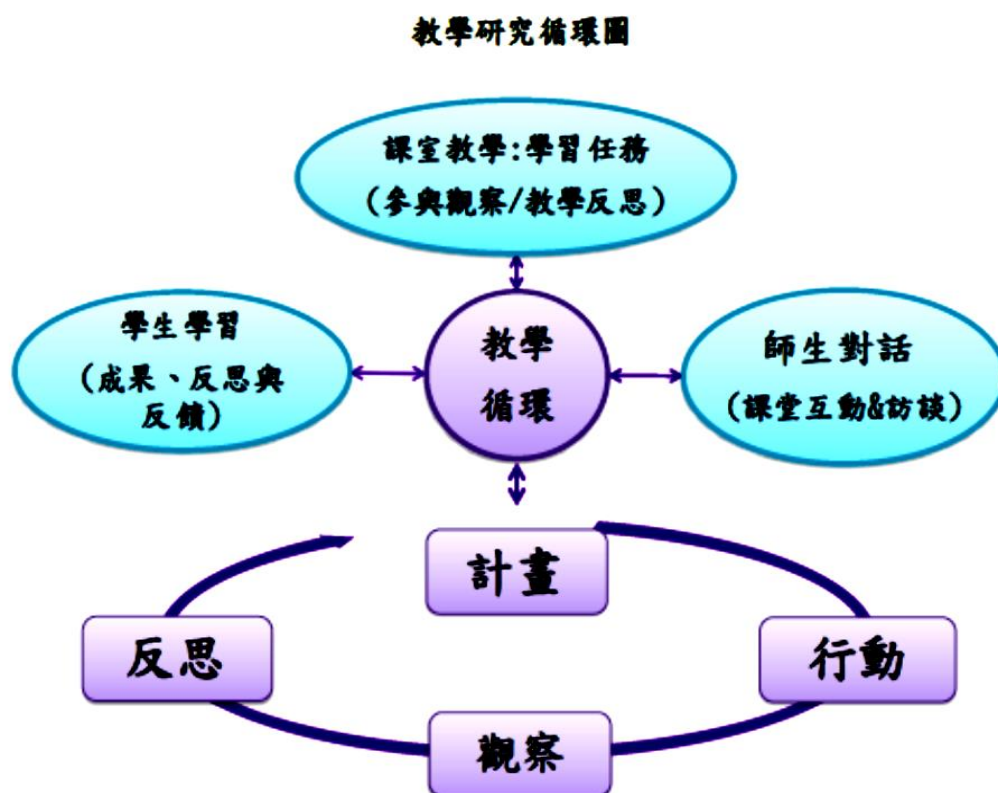 教學研究循環圖
課室教學:學習任務
(參與觀察/教學反思)
學生學習
(成果、反思與
反饋)
教學
循環
師生對話
(課堂互動&訪談)
計畫
反思
行動
觀察